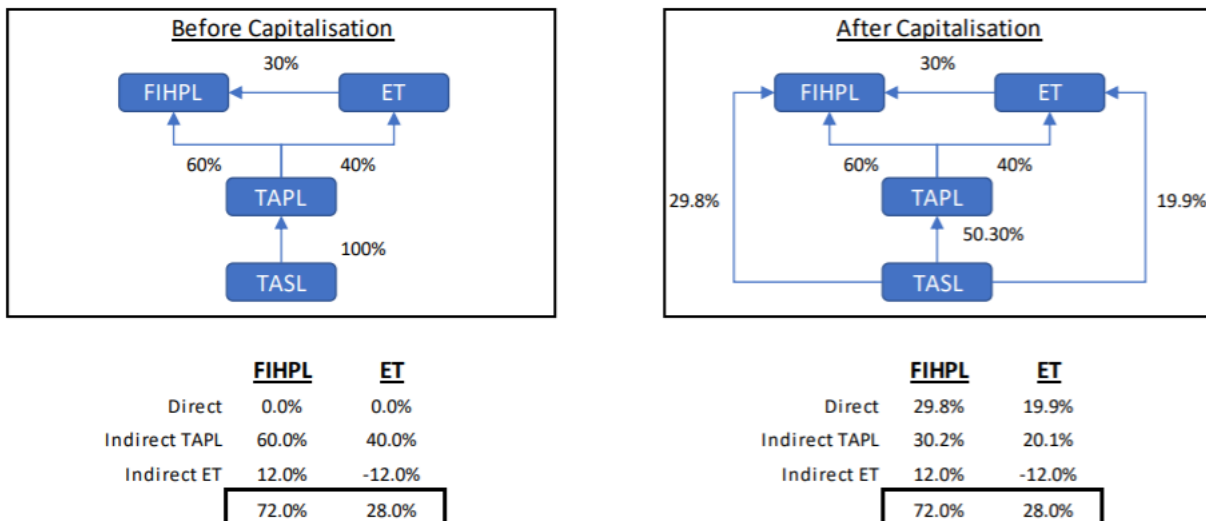 Before Capitalisation
30%
FIHPL
ET
60%
40%
TAPL
100%
TASL
FIHPL ET
Direct 0.0% 0.0%
Indirect TAPL 60.0% 40.0%
Indirect ET 12.0% -12.0%
72.0% 28.0%
After Capitalisation
30%
FIHPL
ET
60%
40%
29.8%
TAPL
19.9%
50.30%
TASL
FIHPL ET
Direct 29.8% 19.9%
Indirect TAPL 30.2% 20.1%
Indirect ET 12.0% -12.0%
72.0% 28.0%